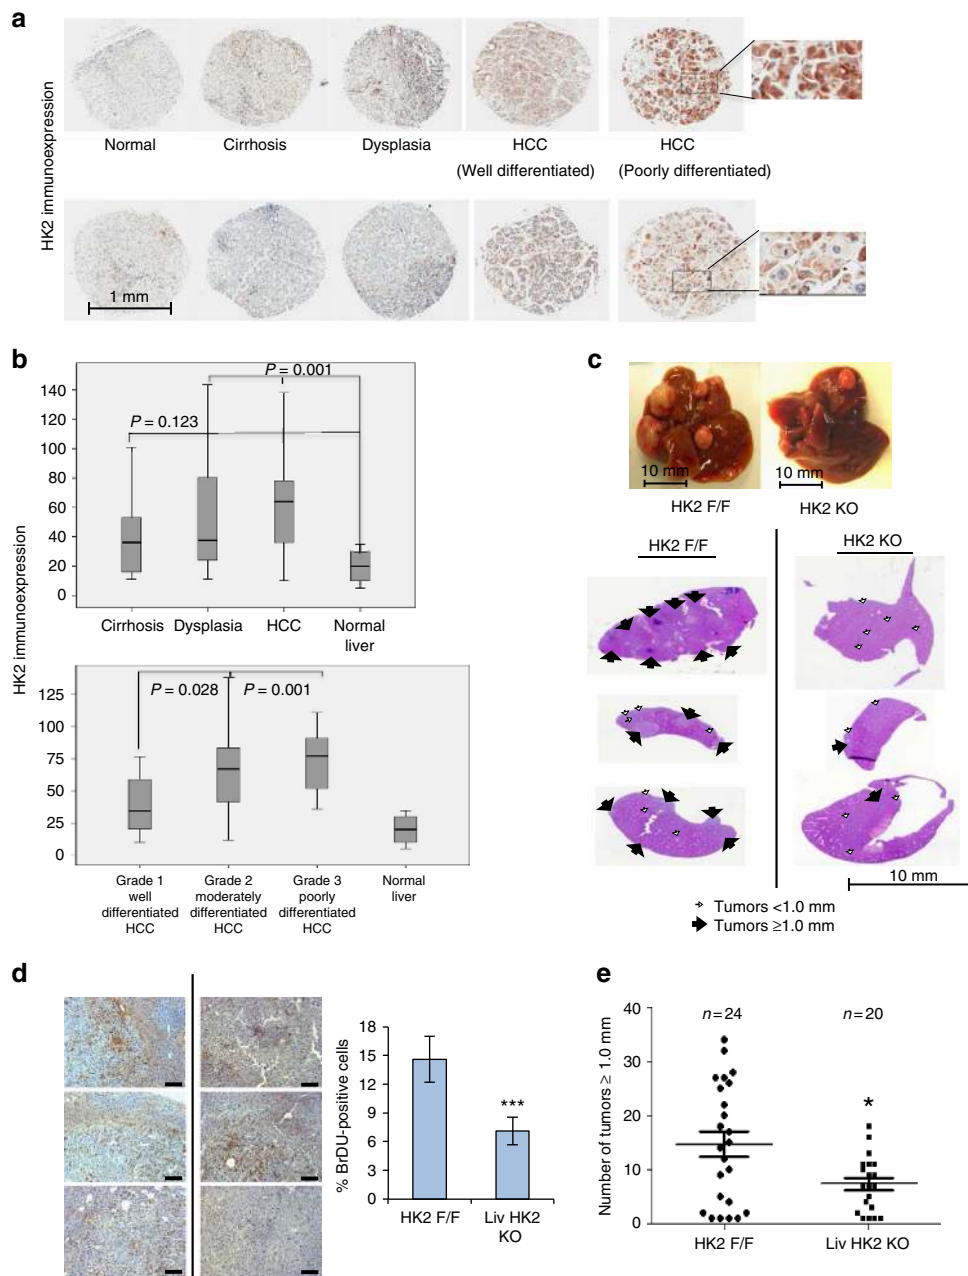 a
HK2 immunoexpression
Normal
Cirrhosis
Dysplasia
HCC
(Well differentiated)
HCC
(Poorly differentiated)
1 mm
b
HK2 immunoexpression
140
120
100
80
60
40
20
0
P = 0.001
P = 0.123
Cirrhosis
Dysplasia
HCC
Normal
liver
125
100
75
50
25
0
P = 0.028
P = 0.001
Grade 1
well
differentiated
HCC
Grade 2
moderately
differentiated
HCC
Grade 3
poorly
differentiated
HCC
Normal
liver
c
10 mm
10 mm
HK2 F/F
HK2 KO
HK2 F/F
HK2 KO
10 mm
Tumors <1.0 mm
Tumors ≥1.0 mm
d
% BrDU-positive cells
18
15
12
9
6
3
0
***
HK2 F/F
Liv HK2
KO
e
Number of tumors ≥ 1.0 mm
40
30
20
10
0
n=24
n=20
*
HK2 F/F
Liv HK2 KO